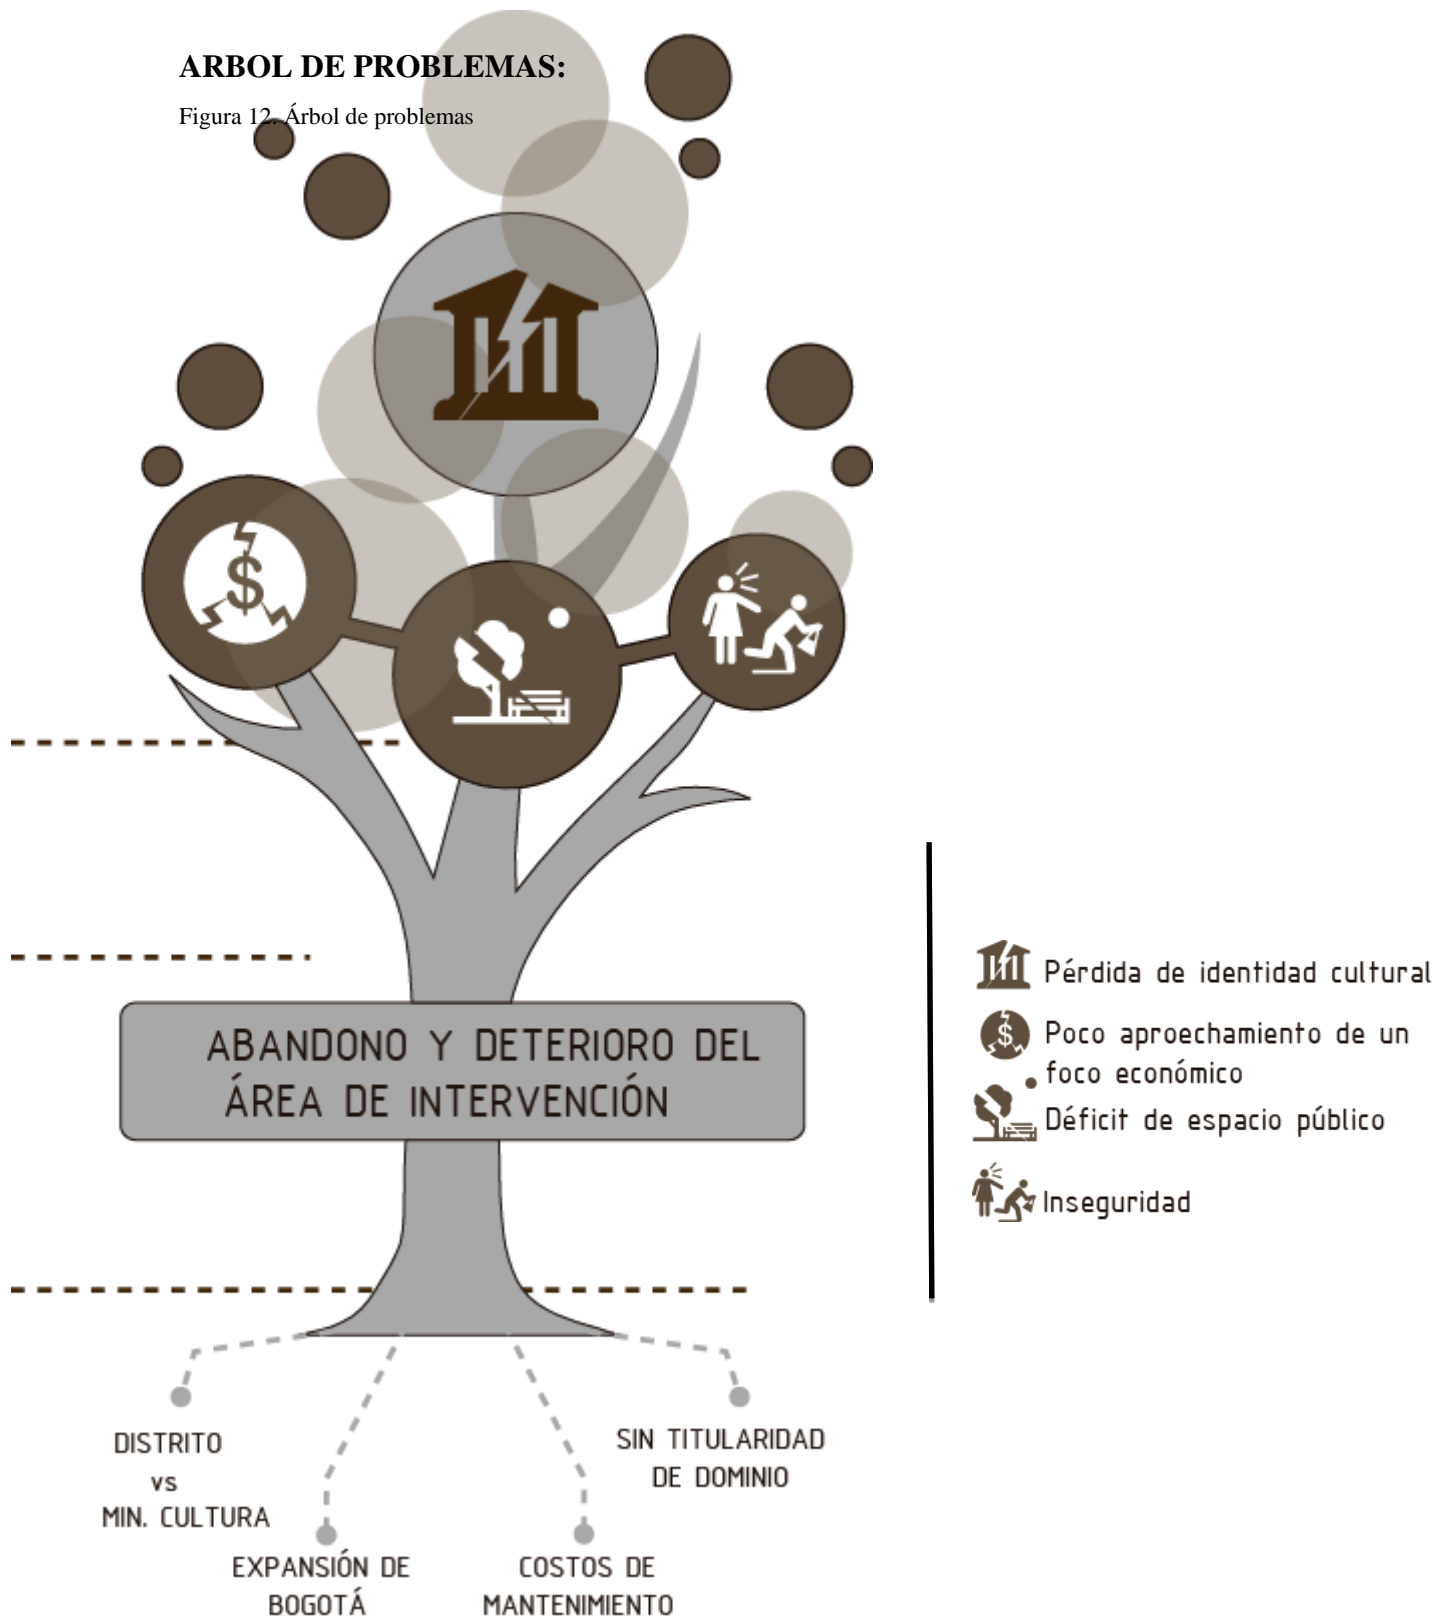 ARBOL DE PROBLEMAS:
Figura 12. Árbol de problemas
ABANDONO Y DETERIORO DEL
ÁREA DE INTERVENCIÓN
Pérdida de identidad cultural
Poco aproechamiento de un
foco económico
Déficit de espacio público
Inseguridad
DISTRITO
vs
MIN. CULTURA
EXPANSIÓN DE
BOGOTÁ
COSTOS DE
MANTENIMIENTO
SIN TITULARIDAD
DE DOMINIO